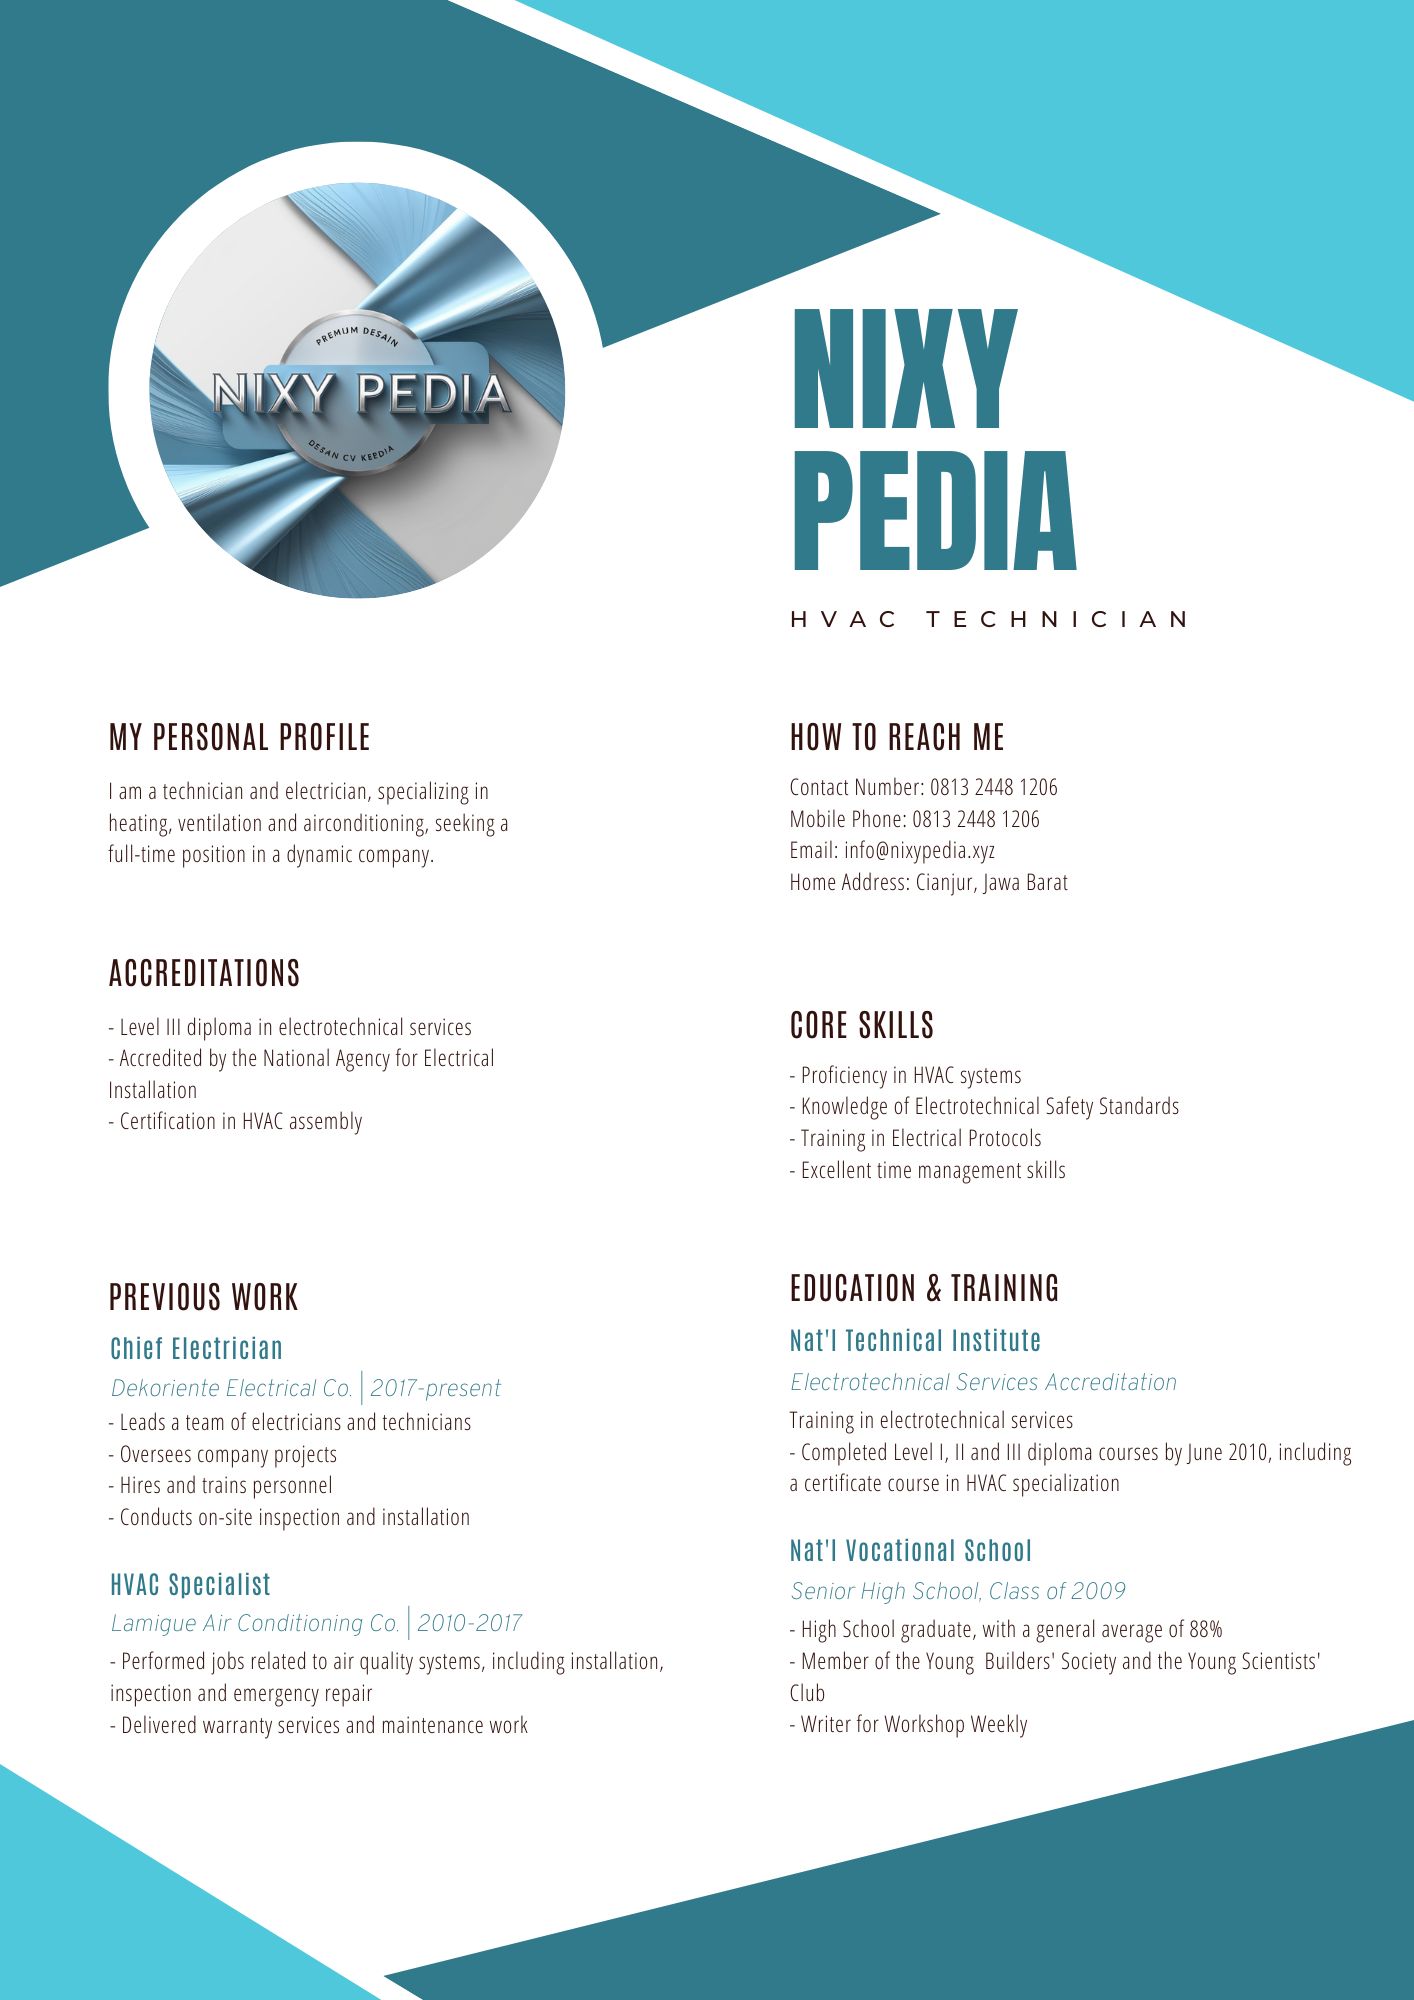 PREMIUM DESAIN
NIXY PEDIA
DESAN CV KERDIA
NIXY
PEDIA
HVAC TECHNICIAN
MY PERSONAL PROFILE
I am a technician and electrician, specializing in
heating, ventilation and airconditioning, seeking a
full-time position in a dynamic company.
ACCREDITATIONS
- Level III diploma in electrotechnical services
- Accredited by the National Agency for Electrical
Installation
- Certification in HVAC assembly
PREVIOUS WORK
Chief Electrician
Dekoriente Electrical Co. | 2017-present
- Leads a team of electricians and technicians
- Oversees company projects
- Hires and trains personnel
- Conducts on-site inspection and installation
HVAC Specialist
Lamigue Air Conditioning Co. | 2010-2017
- Performed jobs related to air quality systems, including installation,
inspection and emergency repair
- Delivered warranty services and maintenance work
HOW TO REACH ME
Contact Number: 0813 2448 1206
Mobile Phone: 0813 2448 1206
Email: info@nixypedia.xyz
Home Address: Cianjur, Jawa Barat
CORE SKILLS
- Proficiency in HVAC systems
- Knowledge of Electrotechnical Safety Standards
- Training in Electrical Protocols
- Excellent time management skills
EDUCATION & TRAINING
Nat'l Technical Institute
Electrotechnical Services Accreditation
Training in electrotechnical services
- Completed Level I, II and III diploma courses by June 2010, including
a certificate course in HVAC specialization
Nat'l Vocational School
Senior High School, Class of 2009
- High School graduate, with a general average of 88%
- Member of the Young  Builders' Society and the Young Scientists'
Club
- Writer for Workshop Weekly